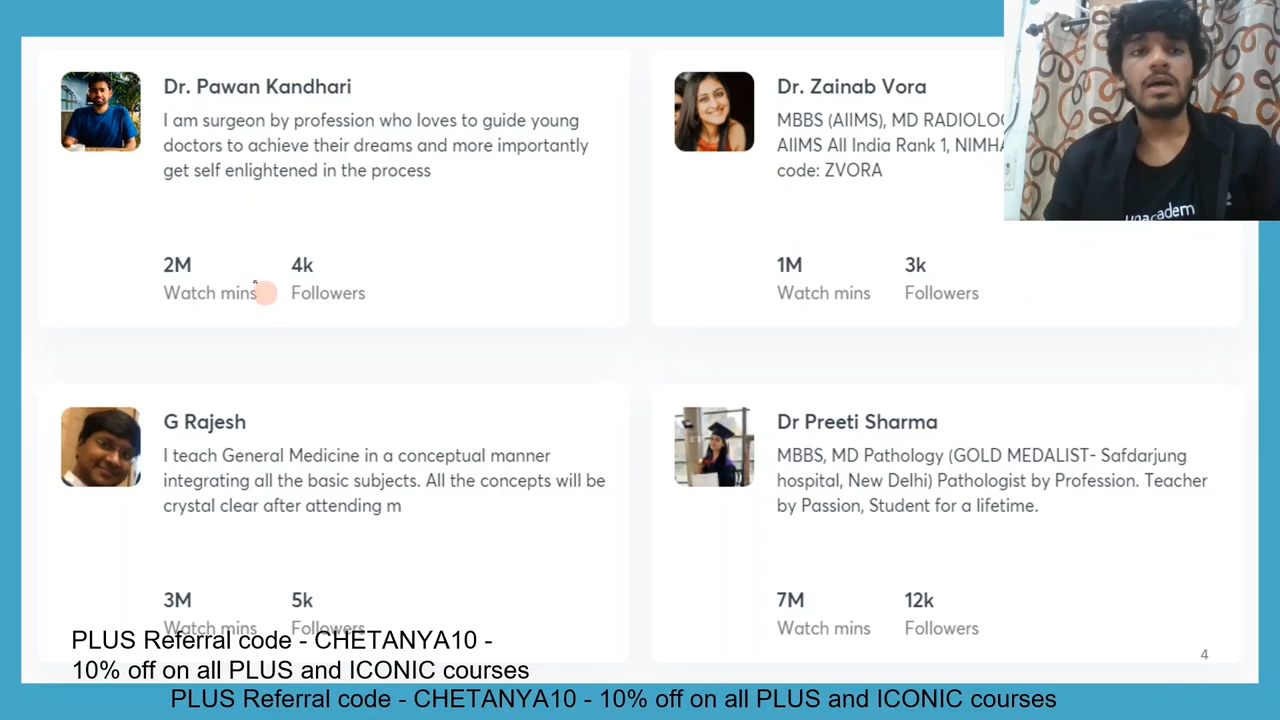 Dr. Pawan Kandhari
I am surgeon by profession who loves to guide young
doctors to achieve their dreams and more importantly
get self enlightened in the process
2M 4k
Watch mins Followers
Dr. Zainab Vora
MBBS (AIIMS), MD RADIOLO
AIIMS All India Rank 1, NIMHA
code: ZVORA
1M 3k
Watch mins Followers
G Rajesh
I teach General Medicine in a conceptual manner
integrating all the basic subjects. All the concepts will be
crystal clear after attending m
3M 5k
Watch mins Followers
Dr Preeti Sharma
MBBS, MD Pathology (GOLD MEDALIST- Safdarjung
hospital, New Delhi) Pathologist by Profession. Teacher
by Passion, Student for a lifetime.
7M 12k
Watch mins Followers
PLUS Referral code - CHETANYA10 -
10% off on all PLUS and ICONIC courses
4
PLUS Referral code - CHETANYA10 - 10% off on all PLUS and ICONIC courses